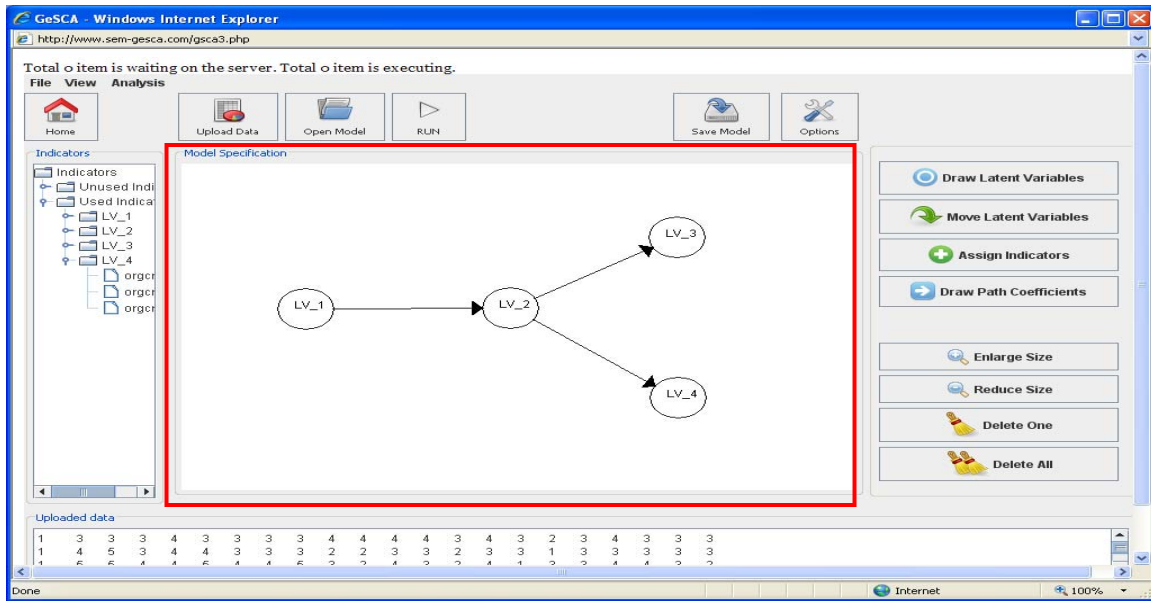 GeSCA - Windows Internet Explorer
http://www.sem-gesca.com/gsca3.php
Total 0 item is waiting on the server. Total 0 item is executing.
File View Analysis
Home Upload Data Open Model RUN Save Model Options
Indicators
Indicators
Unused Indi
Used Indica
LV_1
LV_2
LV_3
LV_4
orgcr
orgcr
orgcr
Model Specification
LV_1
LV_2
LV_3
LV_4
Draw Latent Variables
Move Latent Variables
Assign Indicators
Draw Path Coefficients
Enlarge Size
Reduce Size
Delete One
Delete All
Uploaded data
1 3 3 3 4 3 3 3 3 4 4 4 4 3 4 3 2 3 4 3 3 3
1 4 5 3 4 4 3 3 3 2 2 3 3 2 3 3 1 3 3 3 3 3
Done Internet 100%